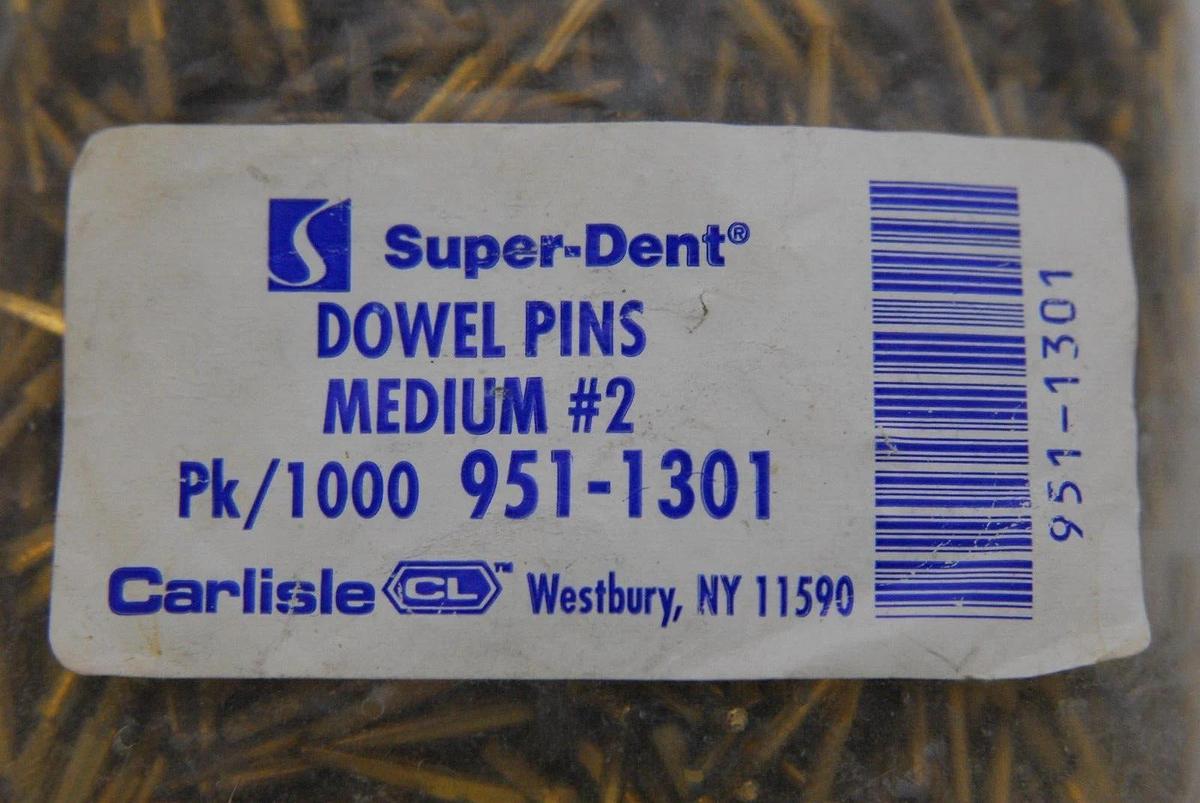 Super-Dent®
DOWEL PINS
MEDIUM #2
Pk/1000 951-1301
Carlisle CL™ Westbury, NY 11590
951-1301